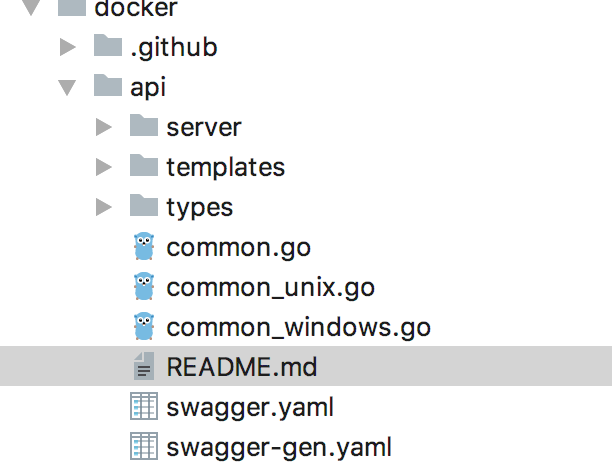 docker
.github
api
server
templates
types
common.go
common_unix.go
common_windows.go
README.md
swagger.yaml
swagger-gen.yaml